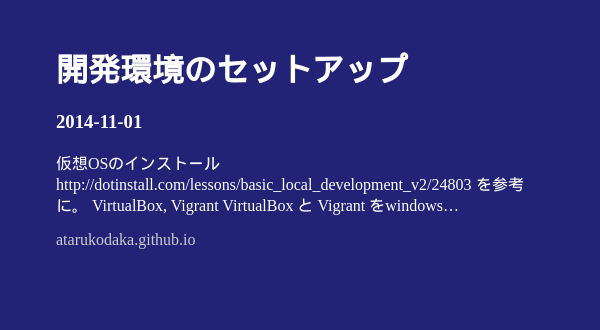 開発環境のセットアップ
2014-11-01
仮想OSのインストール
http://dotinstall.com/lessons/basic_local_development_v2/24803 を参考
に。 VirtualBox, Vigrant VirtualBox と Vigrant をwindows…
atarukodaka.github.io